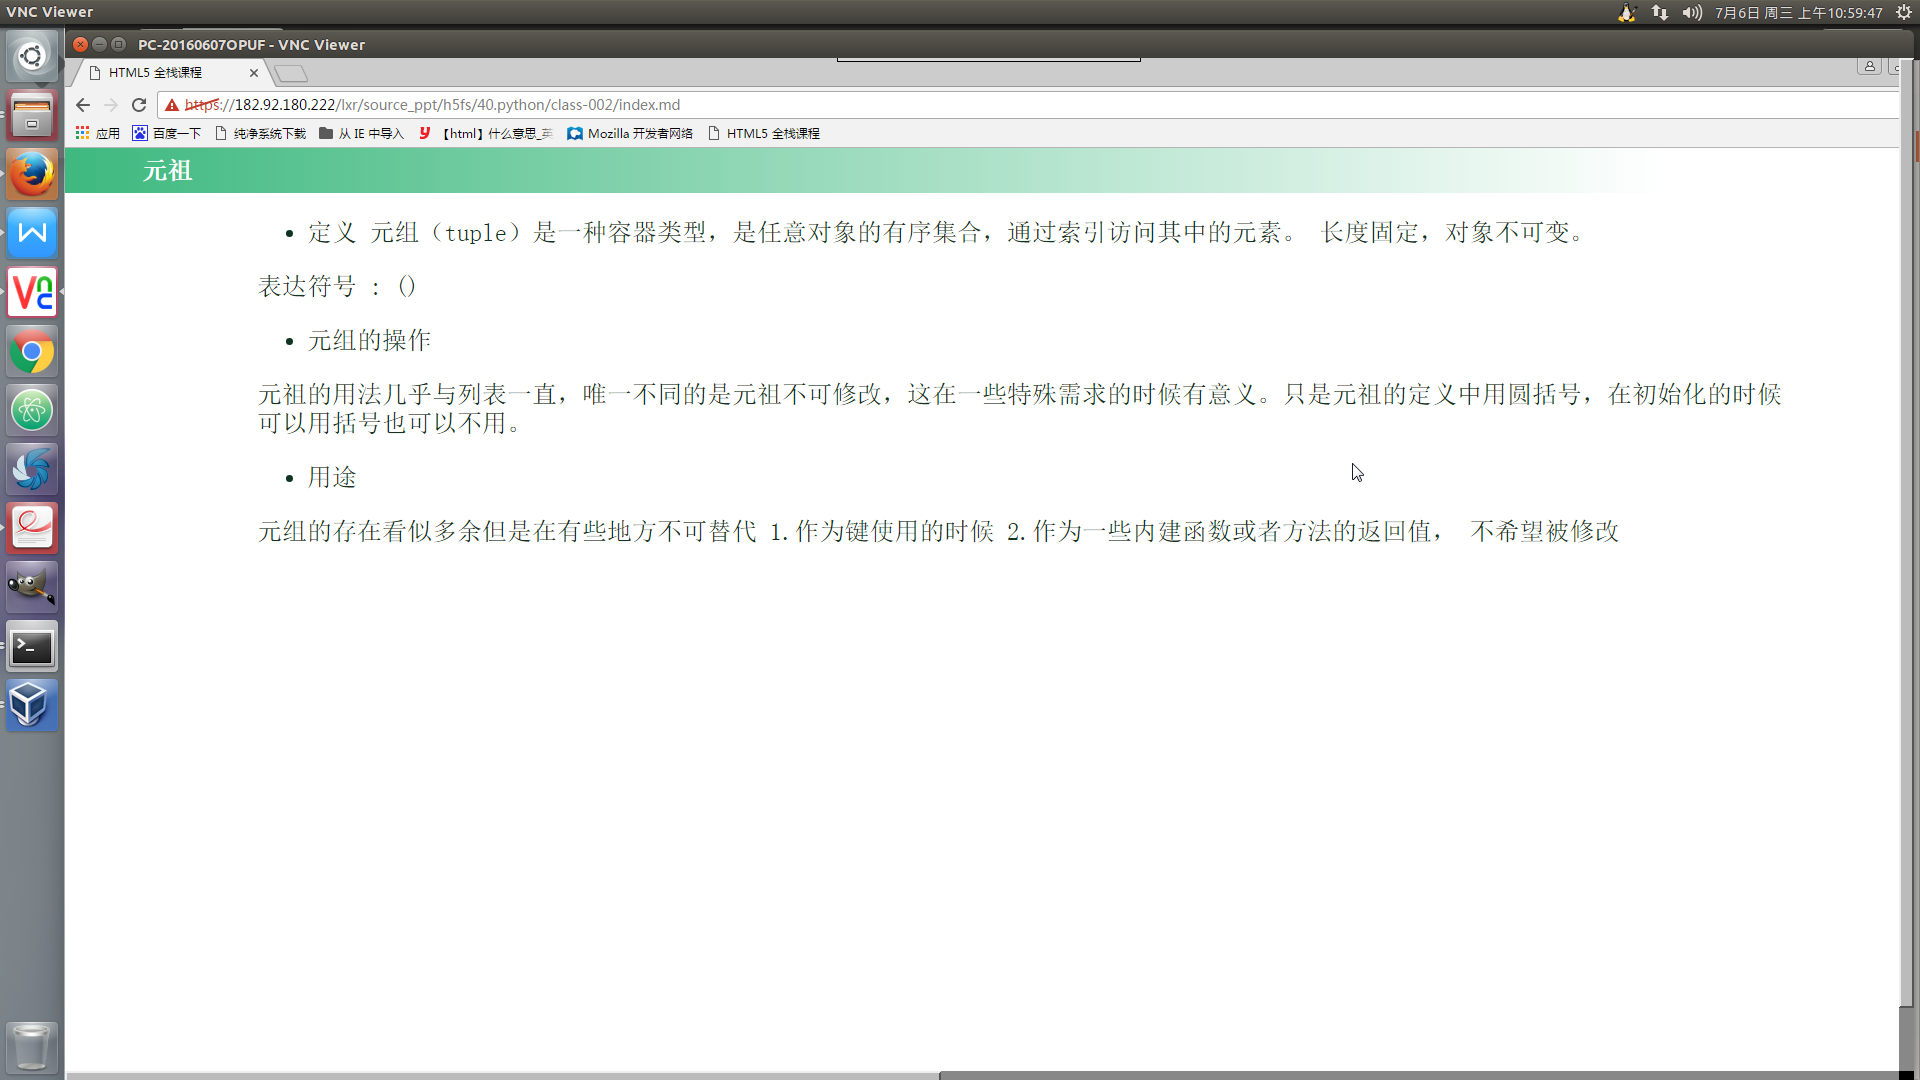 VNC Viewer
7月6日 周三 上午10:59:47
PC-20160607OPUF - VNC Viewer
HTML5 全栈课程
https://182.92.180.222/lxr/source_ppt/h5fs/40.python/class-002/index.md
应用 百度一下 纯净系统下载 从 IE 中导入 【html】什么意思_英 Mozilla 开发者网络 HTML5 全栈课程
元祖
• 定义 元组（tuple）是一种容器类型，是任意对象的有序集合，通过索引访问其中的元素。 长度固定，对象不可变。
表达符号 : ()
• 元组的操作
元祖的用法几乎与列表一直，唯一不同的是元祖不可修改，这在一些特殊需求的时候有意义。只是元祖的定义中用圆括号，在初始化的时候
可以用括号也可以不用。
• 用途
元组的存在看似多余但是在有些地方不可替代 1.作为键使用的时候 2.作为一些内建函数或者方法的返回值， 不希望被修改